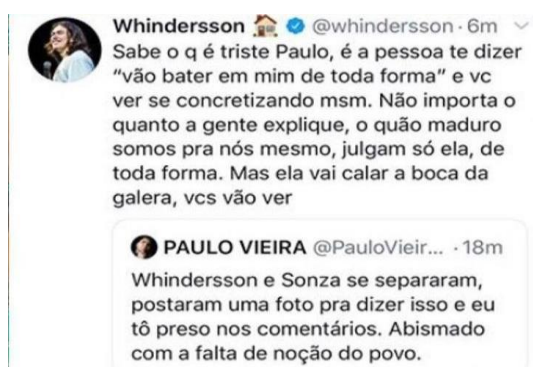 Whindersson 🏠 @whindersson · 6m
Sabe o q é triste Paulo, é a pessoa te dizer
“vão bater em mim de toda forma” e vc
ver se concretizando msm. Não importa o
quanto a gente explique, o quão maduro
somos pra nós mesmo, julgam só ela, de
toda forma. Mas ela vai calar a boca da
galera, vcs vão ver
PAULO VIEIRA @PauloVieir... · 18m
Whindersson e Sonza se separaram,
postaram uma foto pra dizer isso e eu
tô preso nos comentários. Abismado
com a falta de noção do povo.